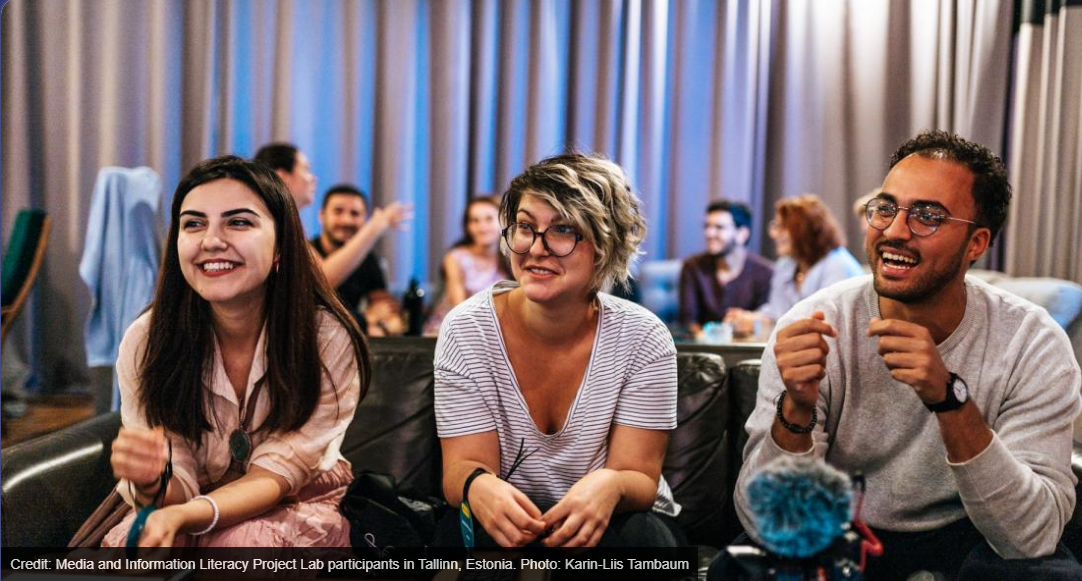 Credit: Media and Information Literacy Project Lab participants in Tallinn, Estonia. Photo: Karin-Liis Tambaum